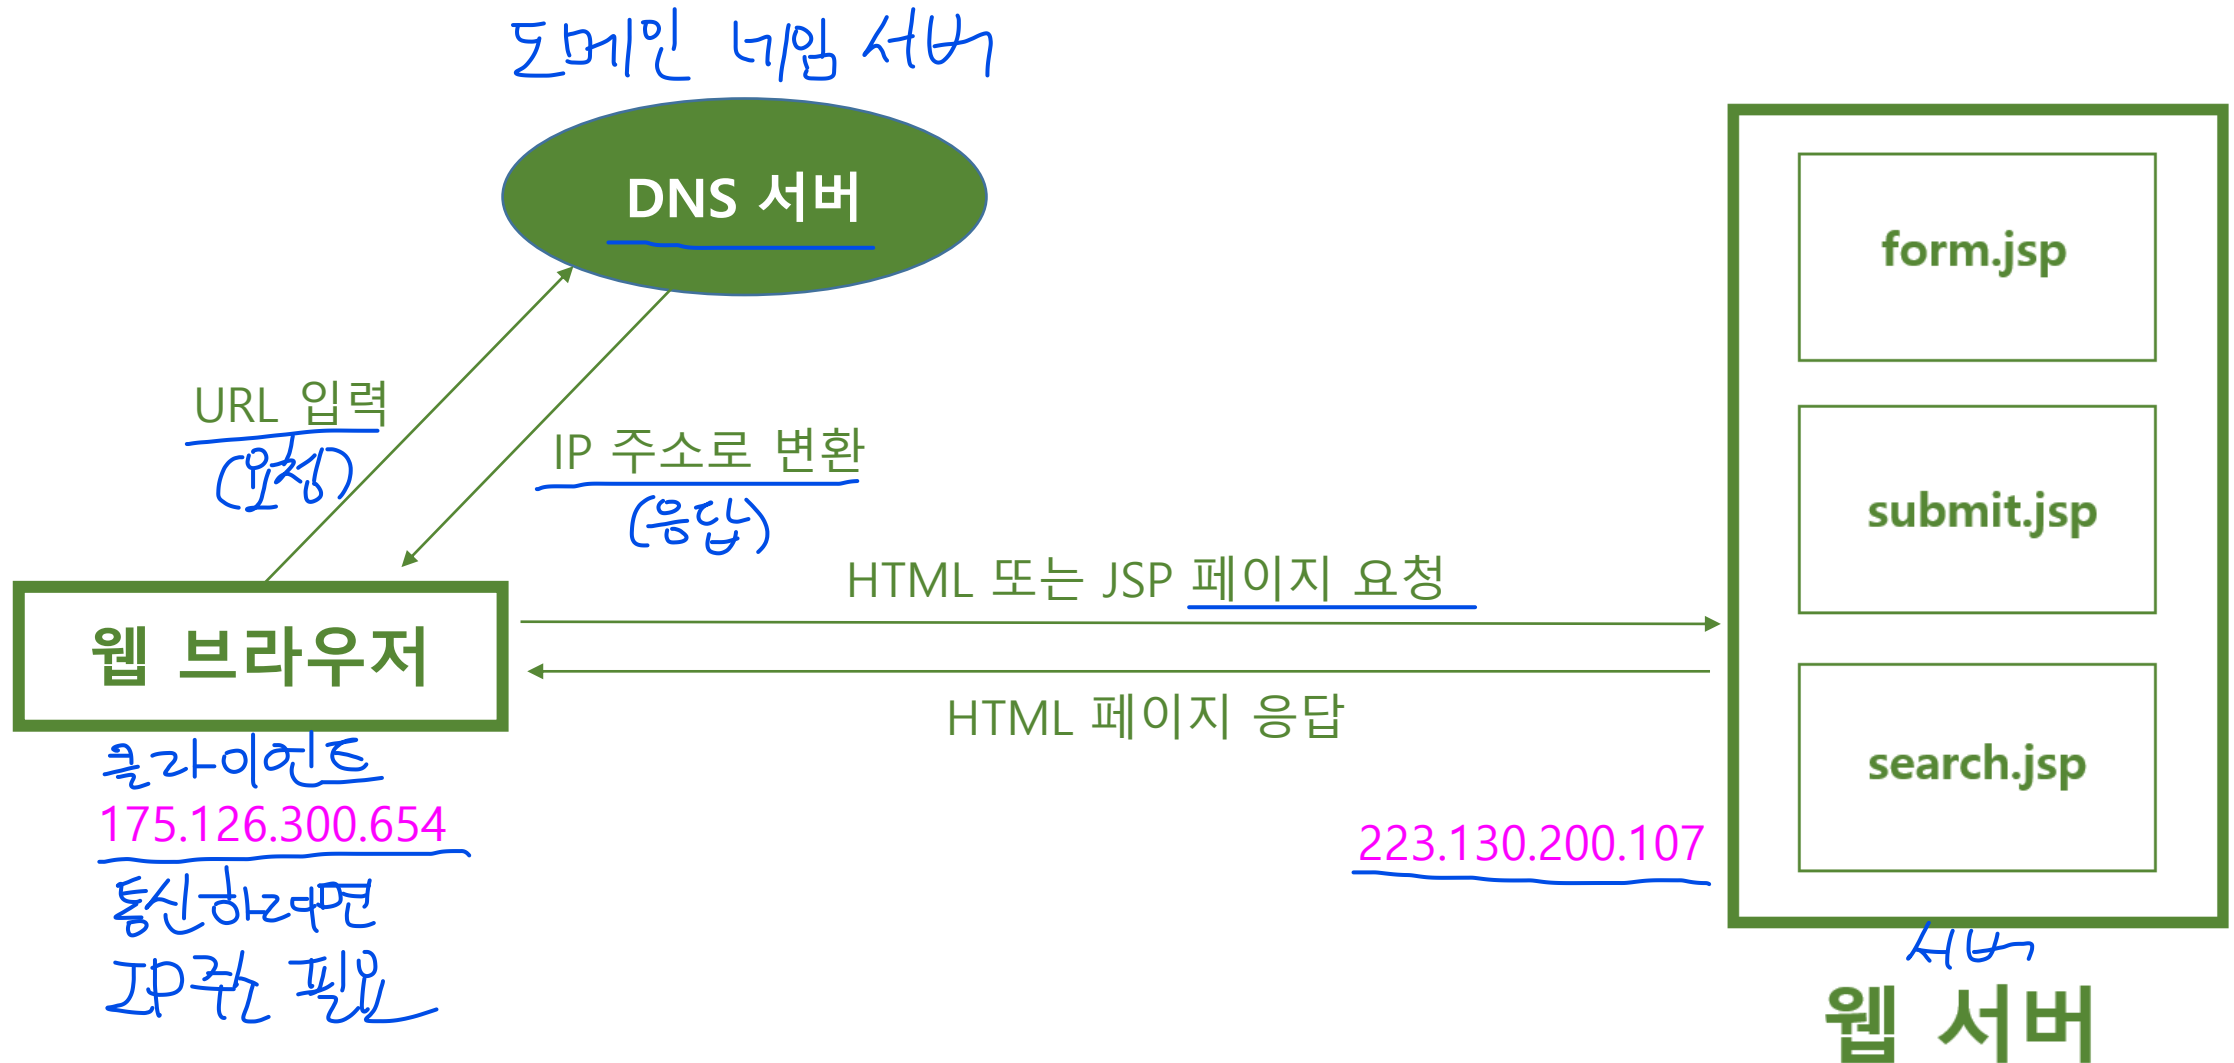 도메인 네임 서버
DNS 서버
form.jsp
URL 입력
(요청)
IP 주소로 변환
(응답)
submit.jsp
HTML 또는 JSP 페이지 요청
웹 브라우저
HTML 페이지 응답
클라이언트
search.jsp
175.126.300.654
223.130.200.107
통신하려면
IP주소 필요
서버
웹 서버